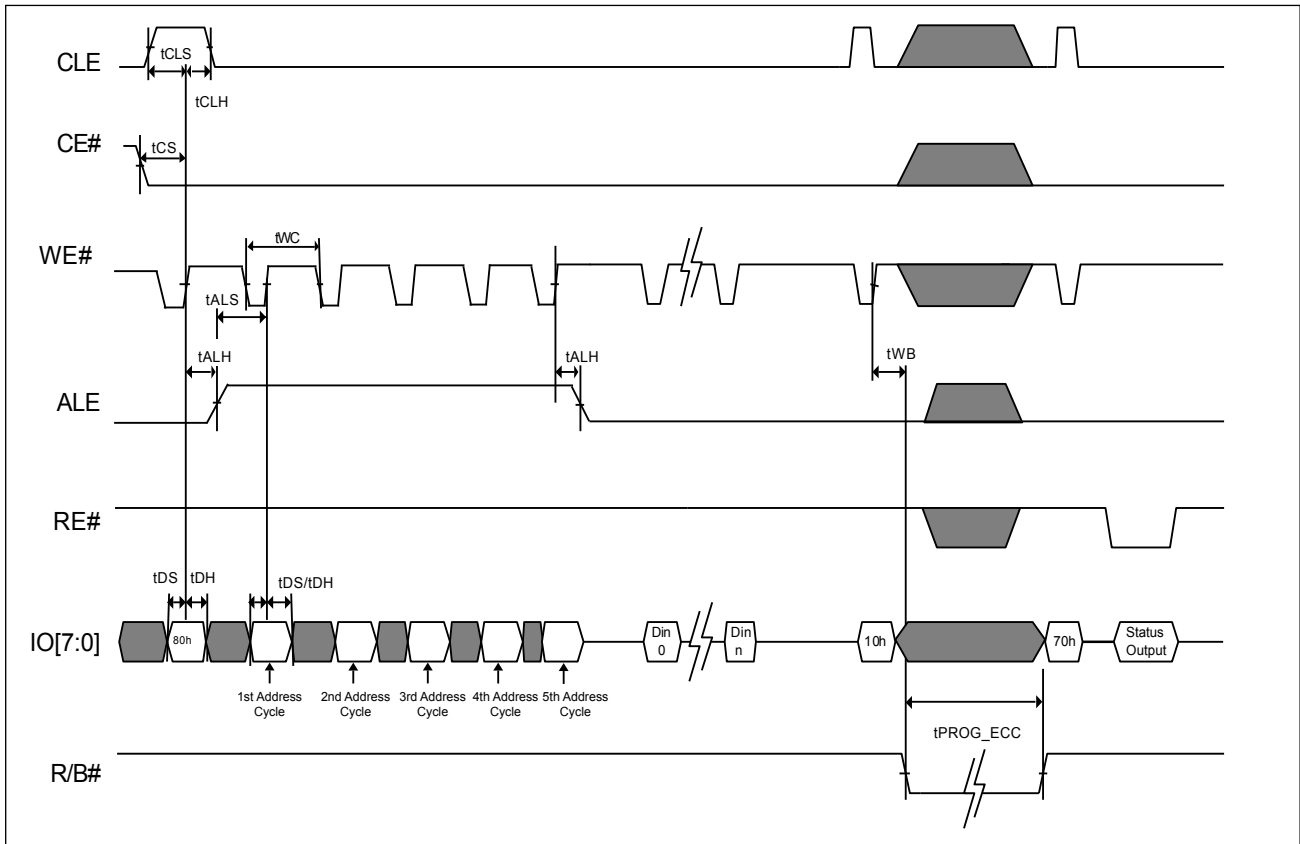 CLE
tCLS
tCLH
CE#
tCS
WE#
tWC
tALS
tALH
tALH
tWB
ALE
RE#
tDS
tDH
tDS/tDH
IO[7:0]
80h
Din
0
Din
n
10h
70h
Status
Output
1st Address
Cycle
2nd Address
Cycle
3rd Address
Cycle
4th Address
Cycle
5th Address
Cycle
tPROG_ECC
R/B#